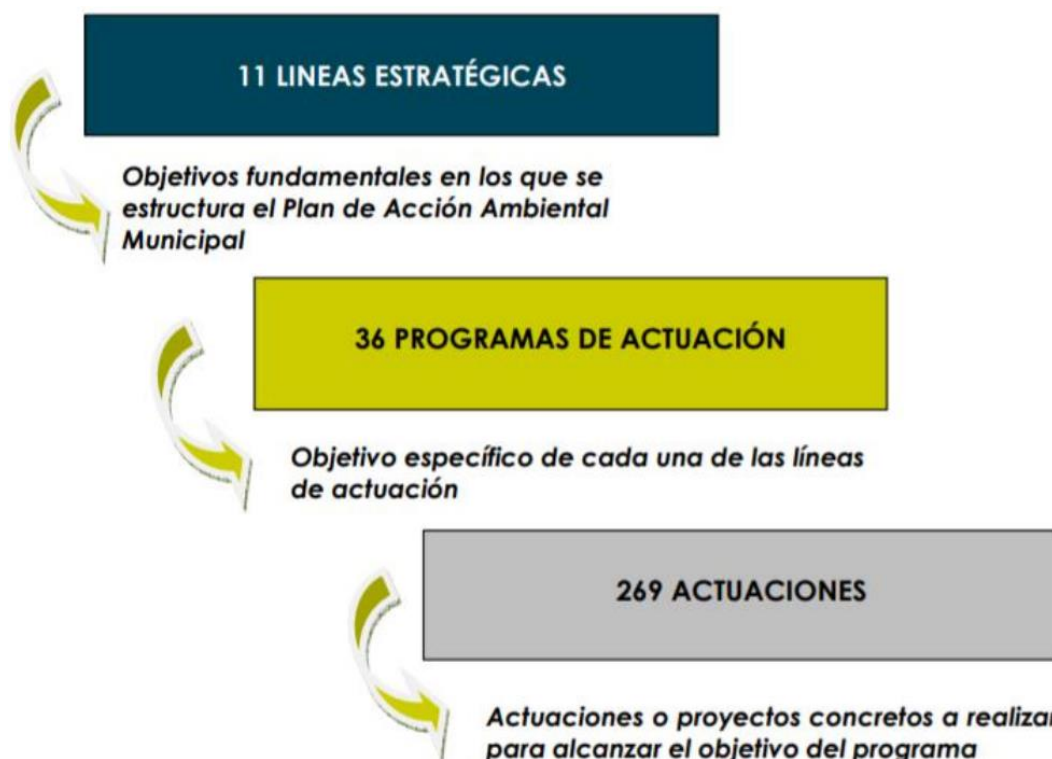 11 LINEAS ESTRATÉGICAS
Objetivos fundamentales en los que se
estructura el Plan de Acción Ambiental
Municipal
36 PROGRAMAS DE ACTUACIÓN
Objetivo específico de cada una de las líneas
de actuación
269 ACTUACIONES
Actuaciones o proyectos concretos a realizar
para alcanzar el objetivo del programa